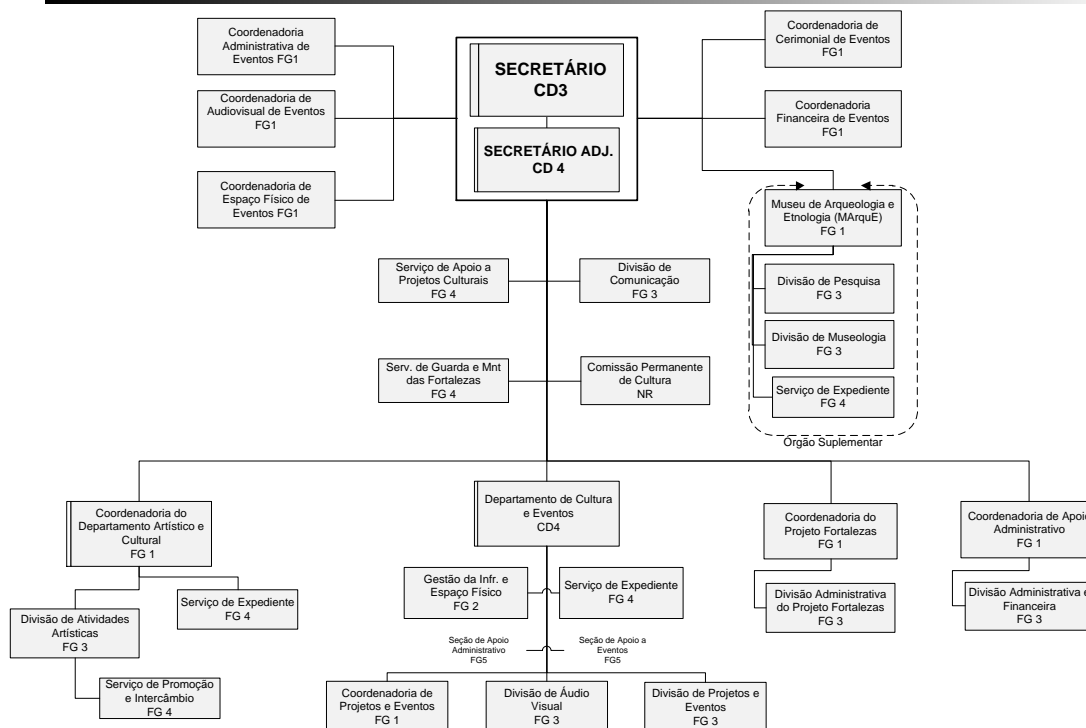 Coordenadoria
Administrativa de
Eventos FG1
Coordenadoria de
Audiovisual de Eventos
FG1
Coordenadoria de
Espaço Físico de
Eventos FG1
SECRETÁRIO
CD3
SECRETÁRIO ADJ.
CD 4
Coordenadoria de
Cerimonial de Eventos
FG1
Coordenadoria
Financeira de Eventos
FG1
Museu de Arqueologia e
Etnologia (MArquE)
FG 1
Divisão de Pesquisa
FG 3
Divisão de Museologia
FG 3
Serviço de Expediente
FG 4
Órgão Suplementar
Serviço de Apoio a
Projetos Culturais
FG 4
Divisão de
Comunicação
FG 3
Serv. de Guarda e Mnt
das Fortalezas
FG 4
Comissão Permanente
de Cultura
NR
Coordenadoria do
Departamento Artístico e
Cultural
FG 1
Serviço de Expediente
FG 4
Divisão de Atividades
Artísticas
FG 3
Serviço de Promoção
e Intercâmbio
FG 4
Departamento de Cultura
e Eventos
CD4
Gestão da Infr. e
Espaço Físico
FG 2
Serviço de Expediente
FG 4
Seção de Apoio
Administrativo
FG5
Seção de Apoio a
Eventos
FG5
Coordenadoria de
Projetos e Eventos
FG 1
Divisão de Áudio
Visual
FG 3
Divisão de Projetos e
Eventos
FG 3
Coordenadoria do
Projeto Fortalezas
FG 1
Divisão Administrativa
do Projeto Fortalezas
FG 3
Coordenadoria de Apoio
Administrativo
FG 1
Divisão Administrativa e
Financeira
FG 3